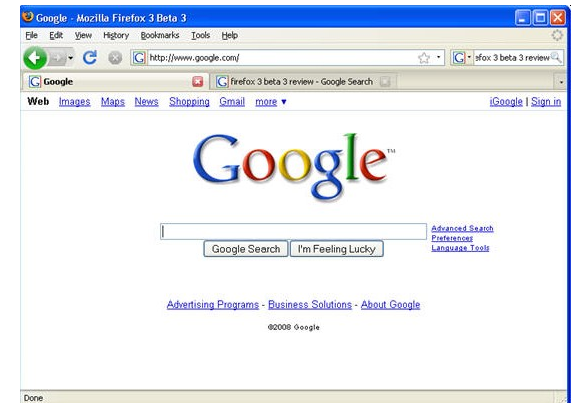 Google - Mozilla Firefox 3 Beta 3
File Edit View History Bookmarks Tools Help
G http://www.google.com/ G efox 3 beta 3 review
G Google G firefox 3 beta 3 review - Google Search
Web Images Maps News Shopping Gmail more ▼ iGoogle | Sign in
Google™
Advanced Search
Preferences
Language Tools
Google Search I'm Feeling Lucky
Advertising Programs - Business Solutions - About Google
©2008 Google
Done